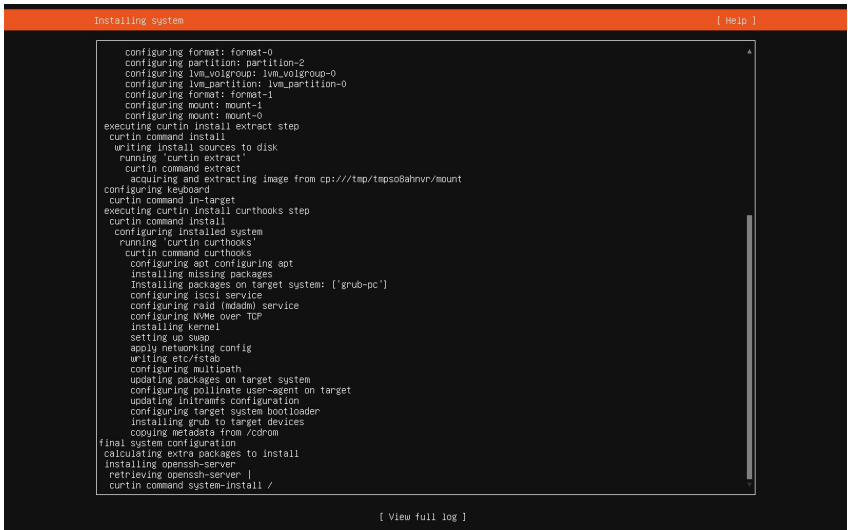 Installing system [ Help ]
configuring format: format-0
configuring partition: partition-2
configuring lvm_volgroup: lvm_volgroup-0
configuring lvm_partition: lvm_partition-0
configuring format: format-1
configuring mount: mount-1
configuring mount: mount-0
executing curtin install extract step
curtin command install
writing install sources to disk
running 'curtin extract'
curtin command extract
acquiring and extracting image from cp:///tmp/tmpso8ahnvr/mount
configuring keyboard
curtin command in-target
executing curtin install curthooks step
curtin command install
configuring installed system
running 'curtin curthooks'
curtin command curthooks
configuring apt configuring apt
installing missing packages
Installing packages on target system: ['grub-pc']
configuring iscsi service
configuring raid (mdadm) service
configuring NVMe over TCP
installing kernel
setting up swap
apply networking config
writing etc/fstab
configuring multipath
updating packages on target system
configuring pollinate user-agent on target
updating initramfs configuration
configuring target system bootloader
installing grub to target devices
copying metadata from /cdrom
final system configuration
calculating extra packages to install
installing openssh-server
retrieving openssh-server |
curtin command system-install /
[ View full log ]